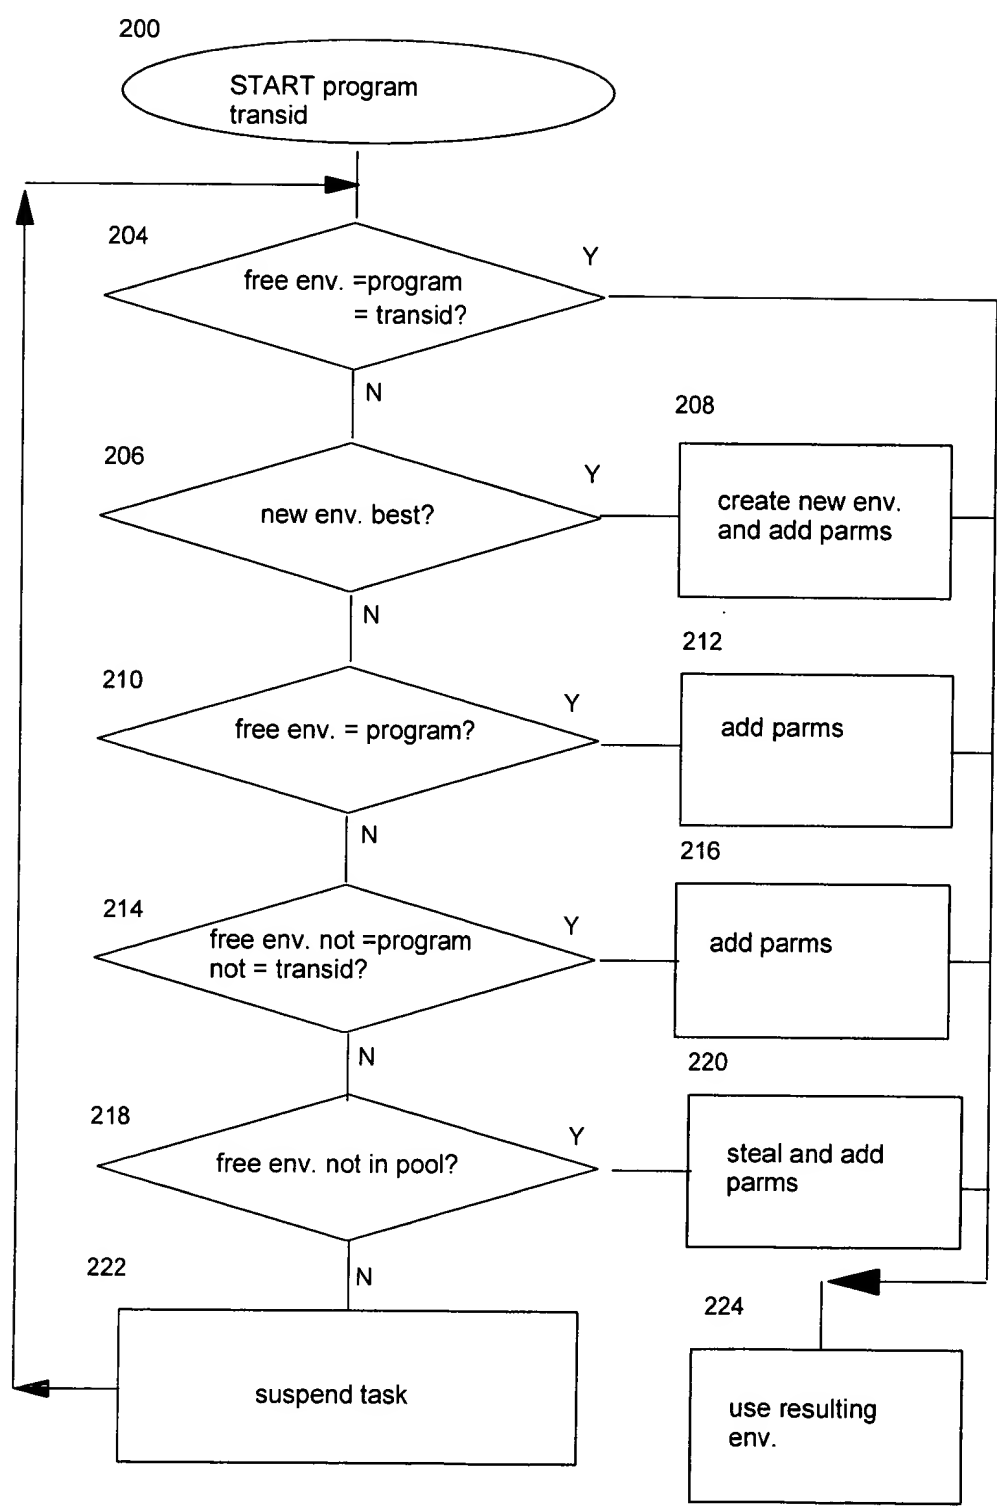 200
START program
transid
204
free env. =program
= transid?
Y
N
206
new env. best?
Y
208
create new env.
and add parms
N
210
free env. = program?
Y
212
add parms
N
214
free env. not =program
not = transid?
Y
216
add parms
N
218
free env. not in pool?
Y
220
steal and add
parms
N
222
suspend task
224
use resulting
env.